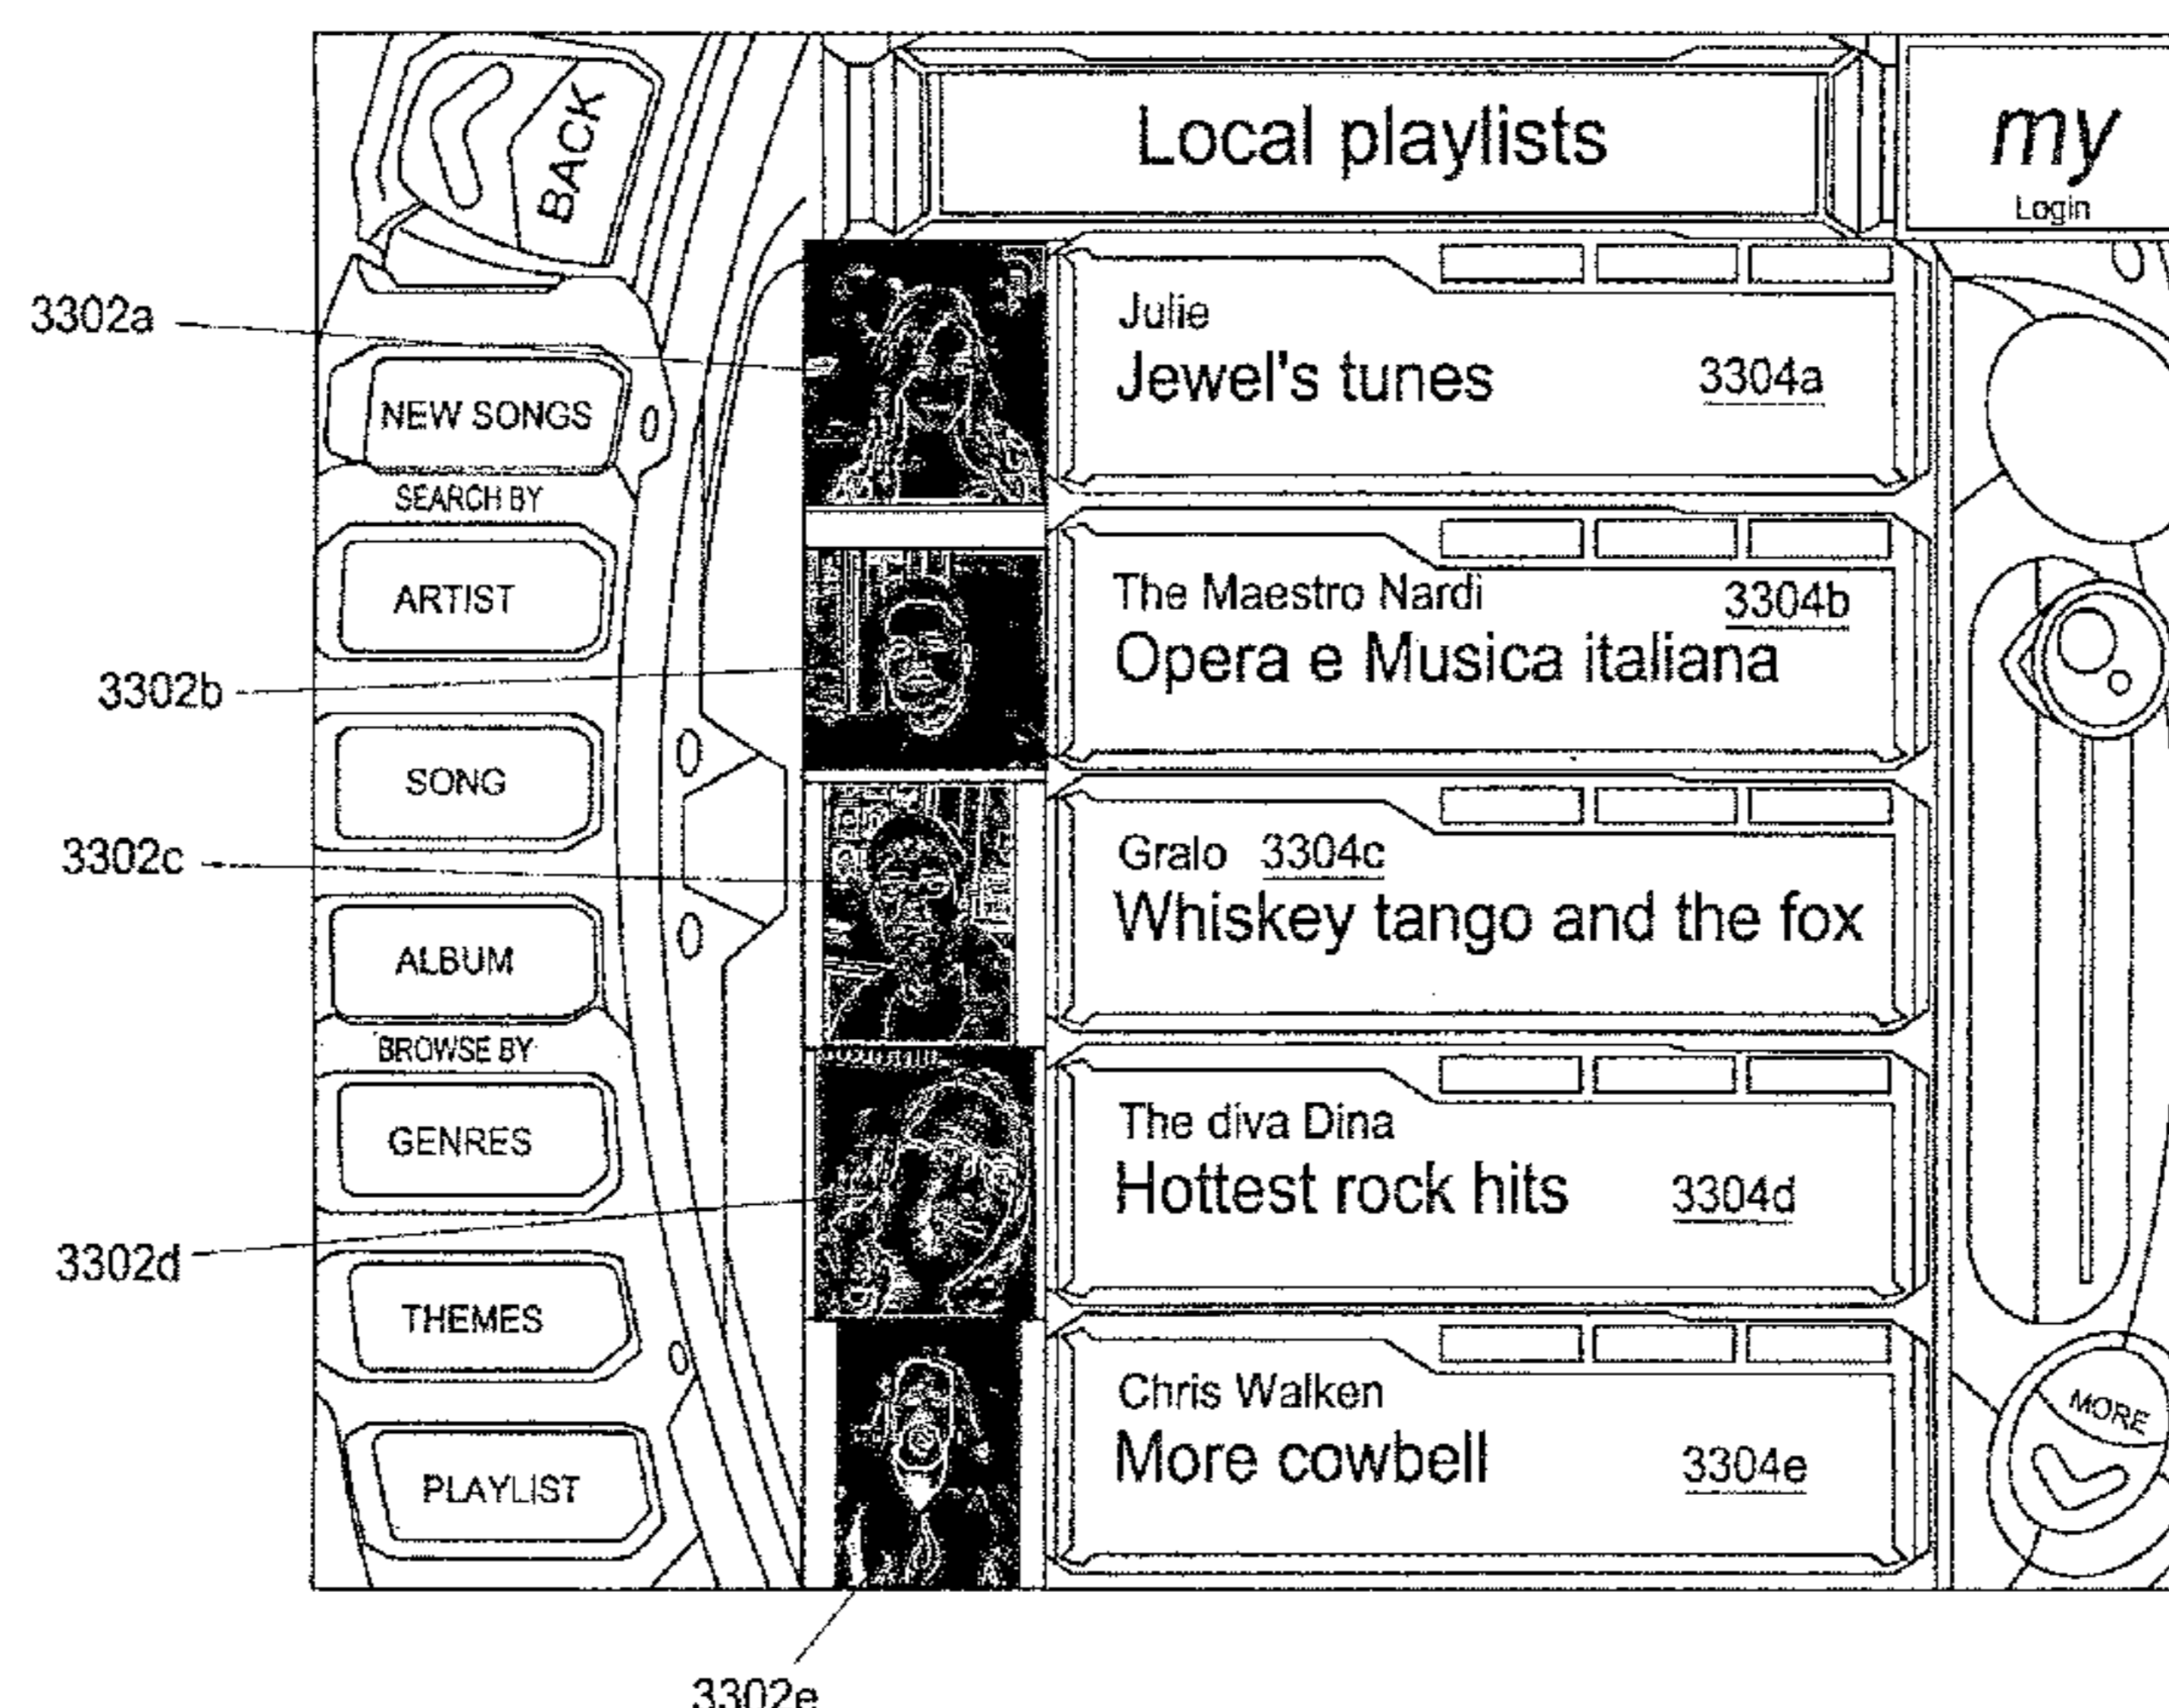 BACK
Local playlists
my
Login
3302a
NEW SONGS
Julie
Jewel's tunes
3304a
SEARCH BY
ARTIST
The Maestro Nardi
3304b
Opera e Musica italiana
3302b
SONG
3302c
Gralo 3304c
Whiskey tango and the fox
ALBUM
BROWSE BY
GENRES
The diva Dina
Hottest rock hits
3304d
3302d
THEMES
Chris Walken
More cowbell
3304e
MORE
PLAYLIST
3302e